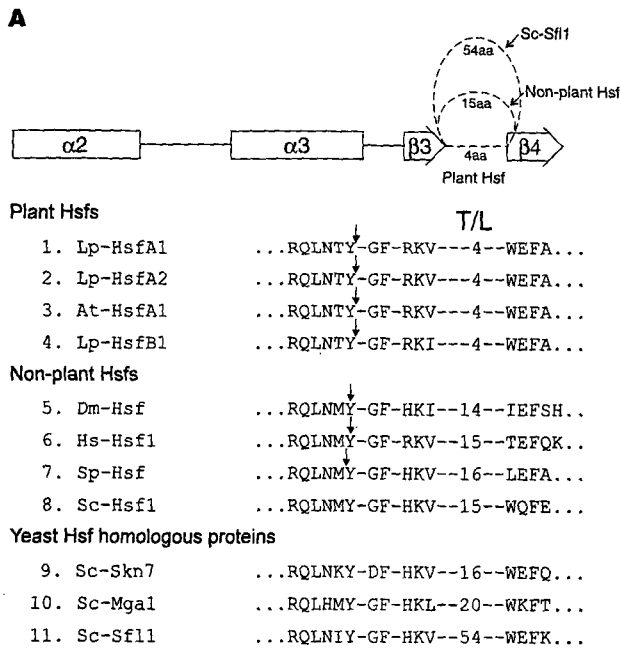 A
Sc-Sfl1
54aa
Non-plant Hsf
15aa
α2
α3
β3
4aa
β4
Plant Hsf
Plant Hsfs
T/L
1. Lp-HsfA1 ...RQLNTY-GF-RKV---4--WEFA...
2. Lp-HsfA2 ...RQLNTY-GF-RKV---4--WEFA...
3. At-HsfA1 ...RQLNTY-GF-RKV---4--WEFA...
4. Lp-HsfB1 ...RQLNTY-GF-RKI---4--WEFA...
Non-plant Hsfs
5. Dm-Hsf ...RQLNMY-GF-HKI--14--IEFSH...
6. Hs-Hsf1 ...RQLNMY-GF-RKV--15--TEFQK...
7. Sp-Hsf ...RQLNMY-GF-HKV--16--LEFA...
8. Sc-Hsf1 ...RQLNMY-GF-HKV--15--WQFE...
Yeast Hsf homologous proteins
9. Sc-Skn7 ...RQLNKY-DF-HKV--16--WEFQ...
10. Sc-Mga1 ...RQLHMY-GF-HKL--20--WKFT...
11. Sc-Sfl1 ...RQLNIY-GF-HKV--54--WEFK...